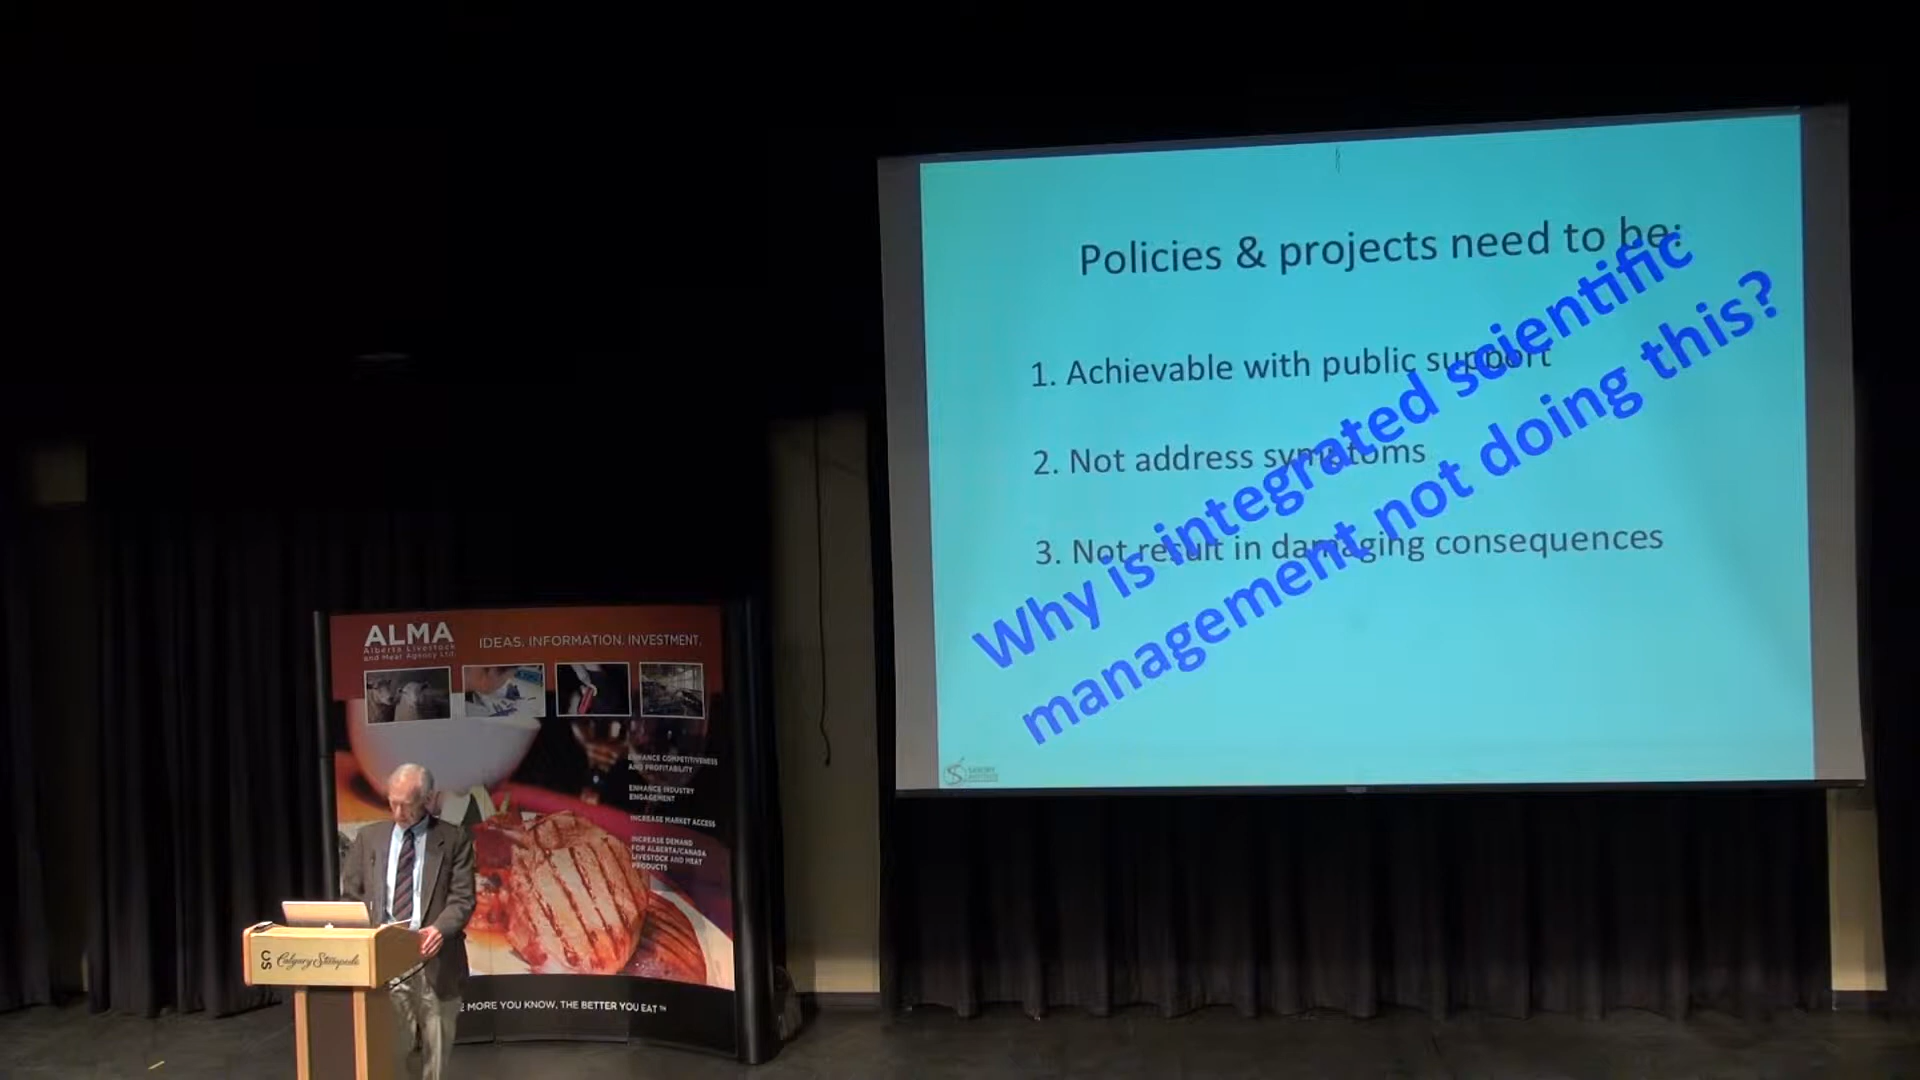 Policies & projects need to be:
1. Achievable with public support
2. Not address symptoms
3. Not result in damaging consequences
Why is integrated scientific
management not doing this?
SAVORY
INSTITUTE
ALMA
Alberta Livestock
and Meat Agency Ltd.
IDEAS. INFORMATION. INVESTMENT.
ENHANCE COMPETITIVENESS
AND PROFITABILITY
ENHANCE INDUSTRY
ENGAGEMENT
INCREASE MARKET ACCESS
INCREASE DEMAND
FOR ALBERTA/CANADA
LIVESTOCK AND MEAT
PRODUCTS
MORE YOU KNOW, THE BETTER YOU EAT™
CS Calgary Stampede